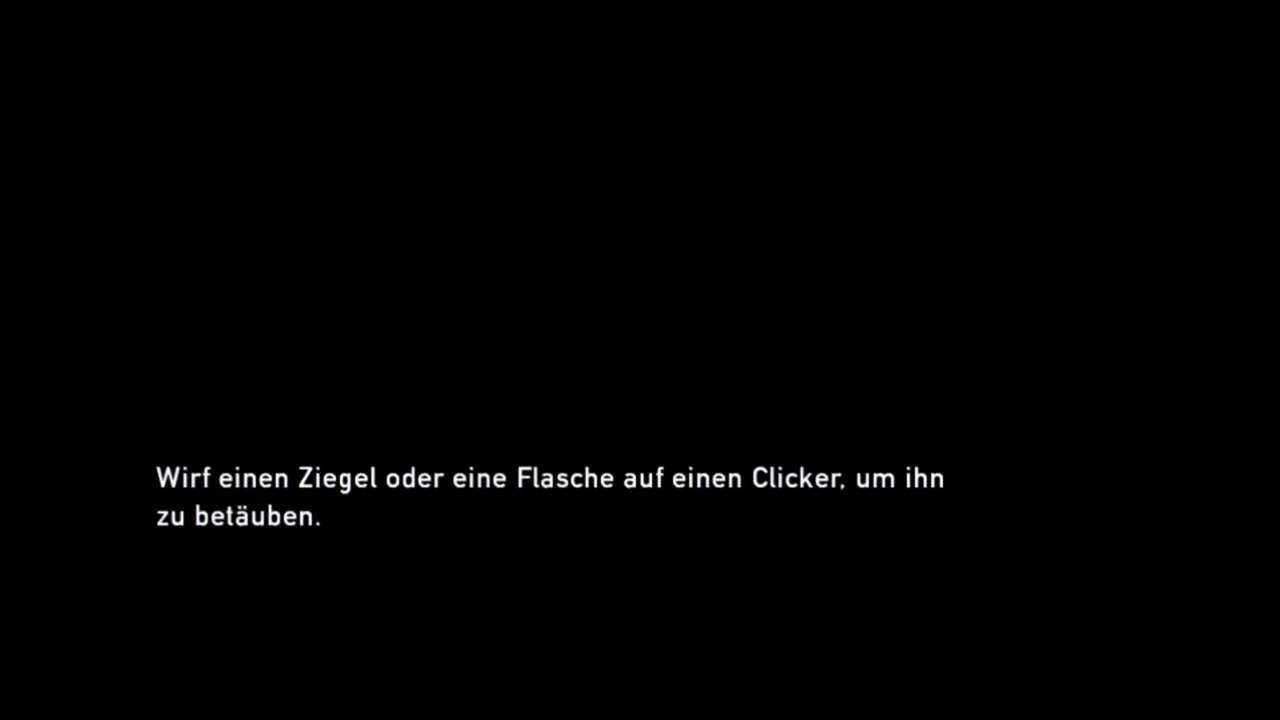 Wirf einen Ziegel oder eine Flasche auf einen Clicker, um ihn
zu betäuben.